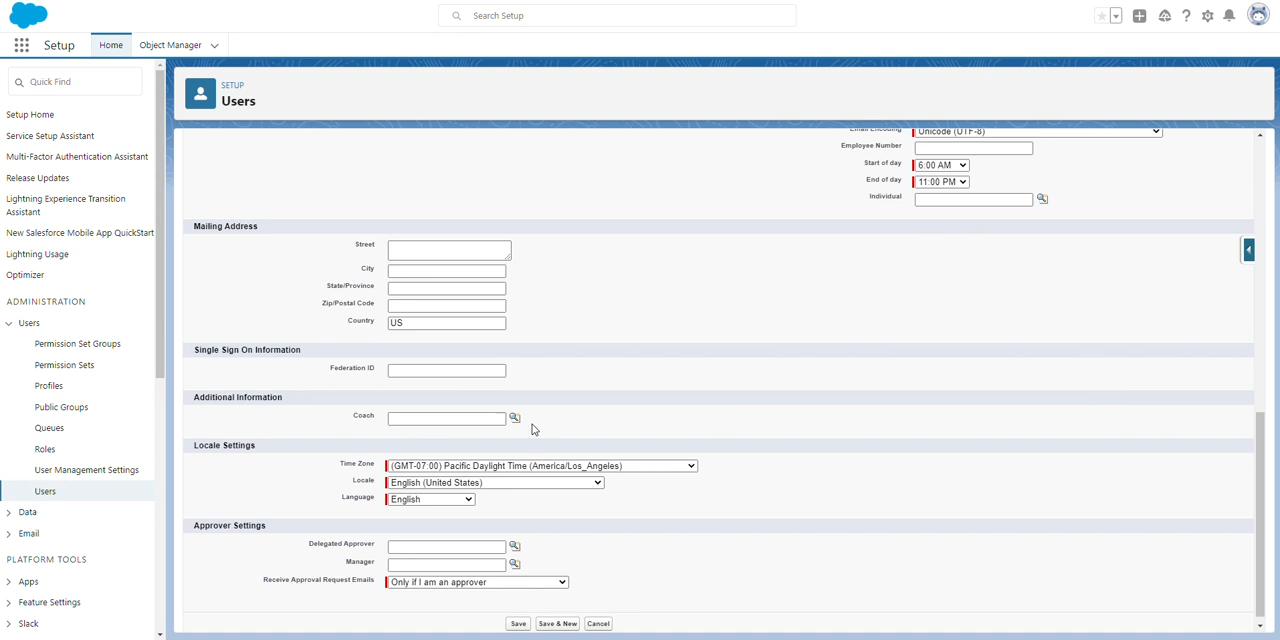 Search Setup
Setup
Home
Object Manager
Quick Find
Setup Home
Service Setup Assistant
Multi-Factor Authentication Assistant
Release Updates
Lightning Experience Transition
Assistant
New Salesforce Mobile App QuickStart
Lightning Usage
Optimizer
ADMINISTRATION
Users
Permission Set Groups
Permission Sets
Profiles
Public Groups
Queues
Roles
User Management Settings
Users
Data
Email
PLATFORM TOOLS
Apps
Feature Settings
Slack
SETUP
Users
Email Encoding Unicode (UTF-8)
Employee Number
Start of day 6:00 AM
End of day 11:00 PM
Individual
Mailing Address
Street
City
State/Province
Zip/Postal Code
Country US
Single Sign On Information
Federation ID
Additional Information
Coach
Locale Settings
Time Zone (GMT-07:00) Pacific Daylight Time (America/Los_Angeles)
Locale English (United States)
Language English
Approver Settings
Delegated Approver
Manager
Receive Approval Request Emails Only if I am an approver
Save Save & New Cancel